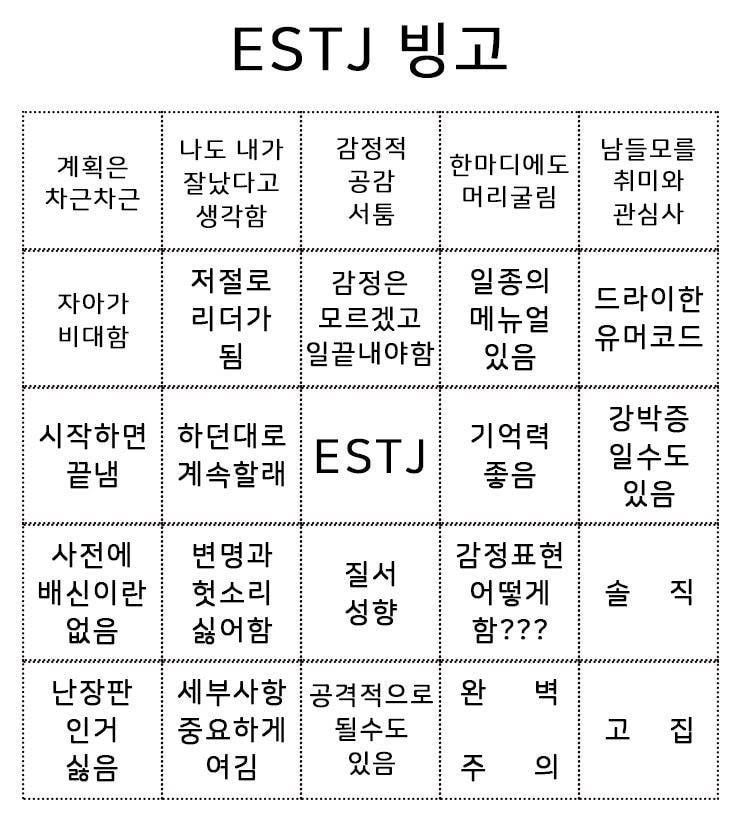 ESTJ 빙고
계획은
차근차근
나도 내가
잘났다고
생각함
감정적
공감
서툼
한마디에도
머리굴림
남들모를
취미와
관심사
자아가
비대함
저절로
리더가
됨
감정은
모르겠고
일끝내야함
일종의
메뉴얼
있음
드라이한
유머코드
시작하면
끝냄
하던대로
계속할래
ESTJ
기억력
좋음
강박증
일수도
있음
사전에
배신이란
없음
변명과
헛소리
싫어함
질서
성향
감정표현
어떻게
함???
솔 직
난장판
인거
싫음
세부사항
중요하게
여김
공격적으로
될수도
있음
완 벽
주 의
고 집